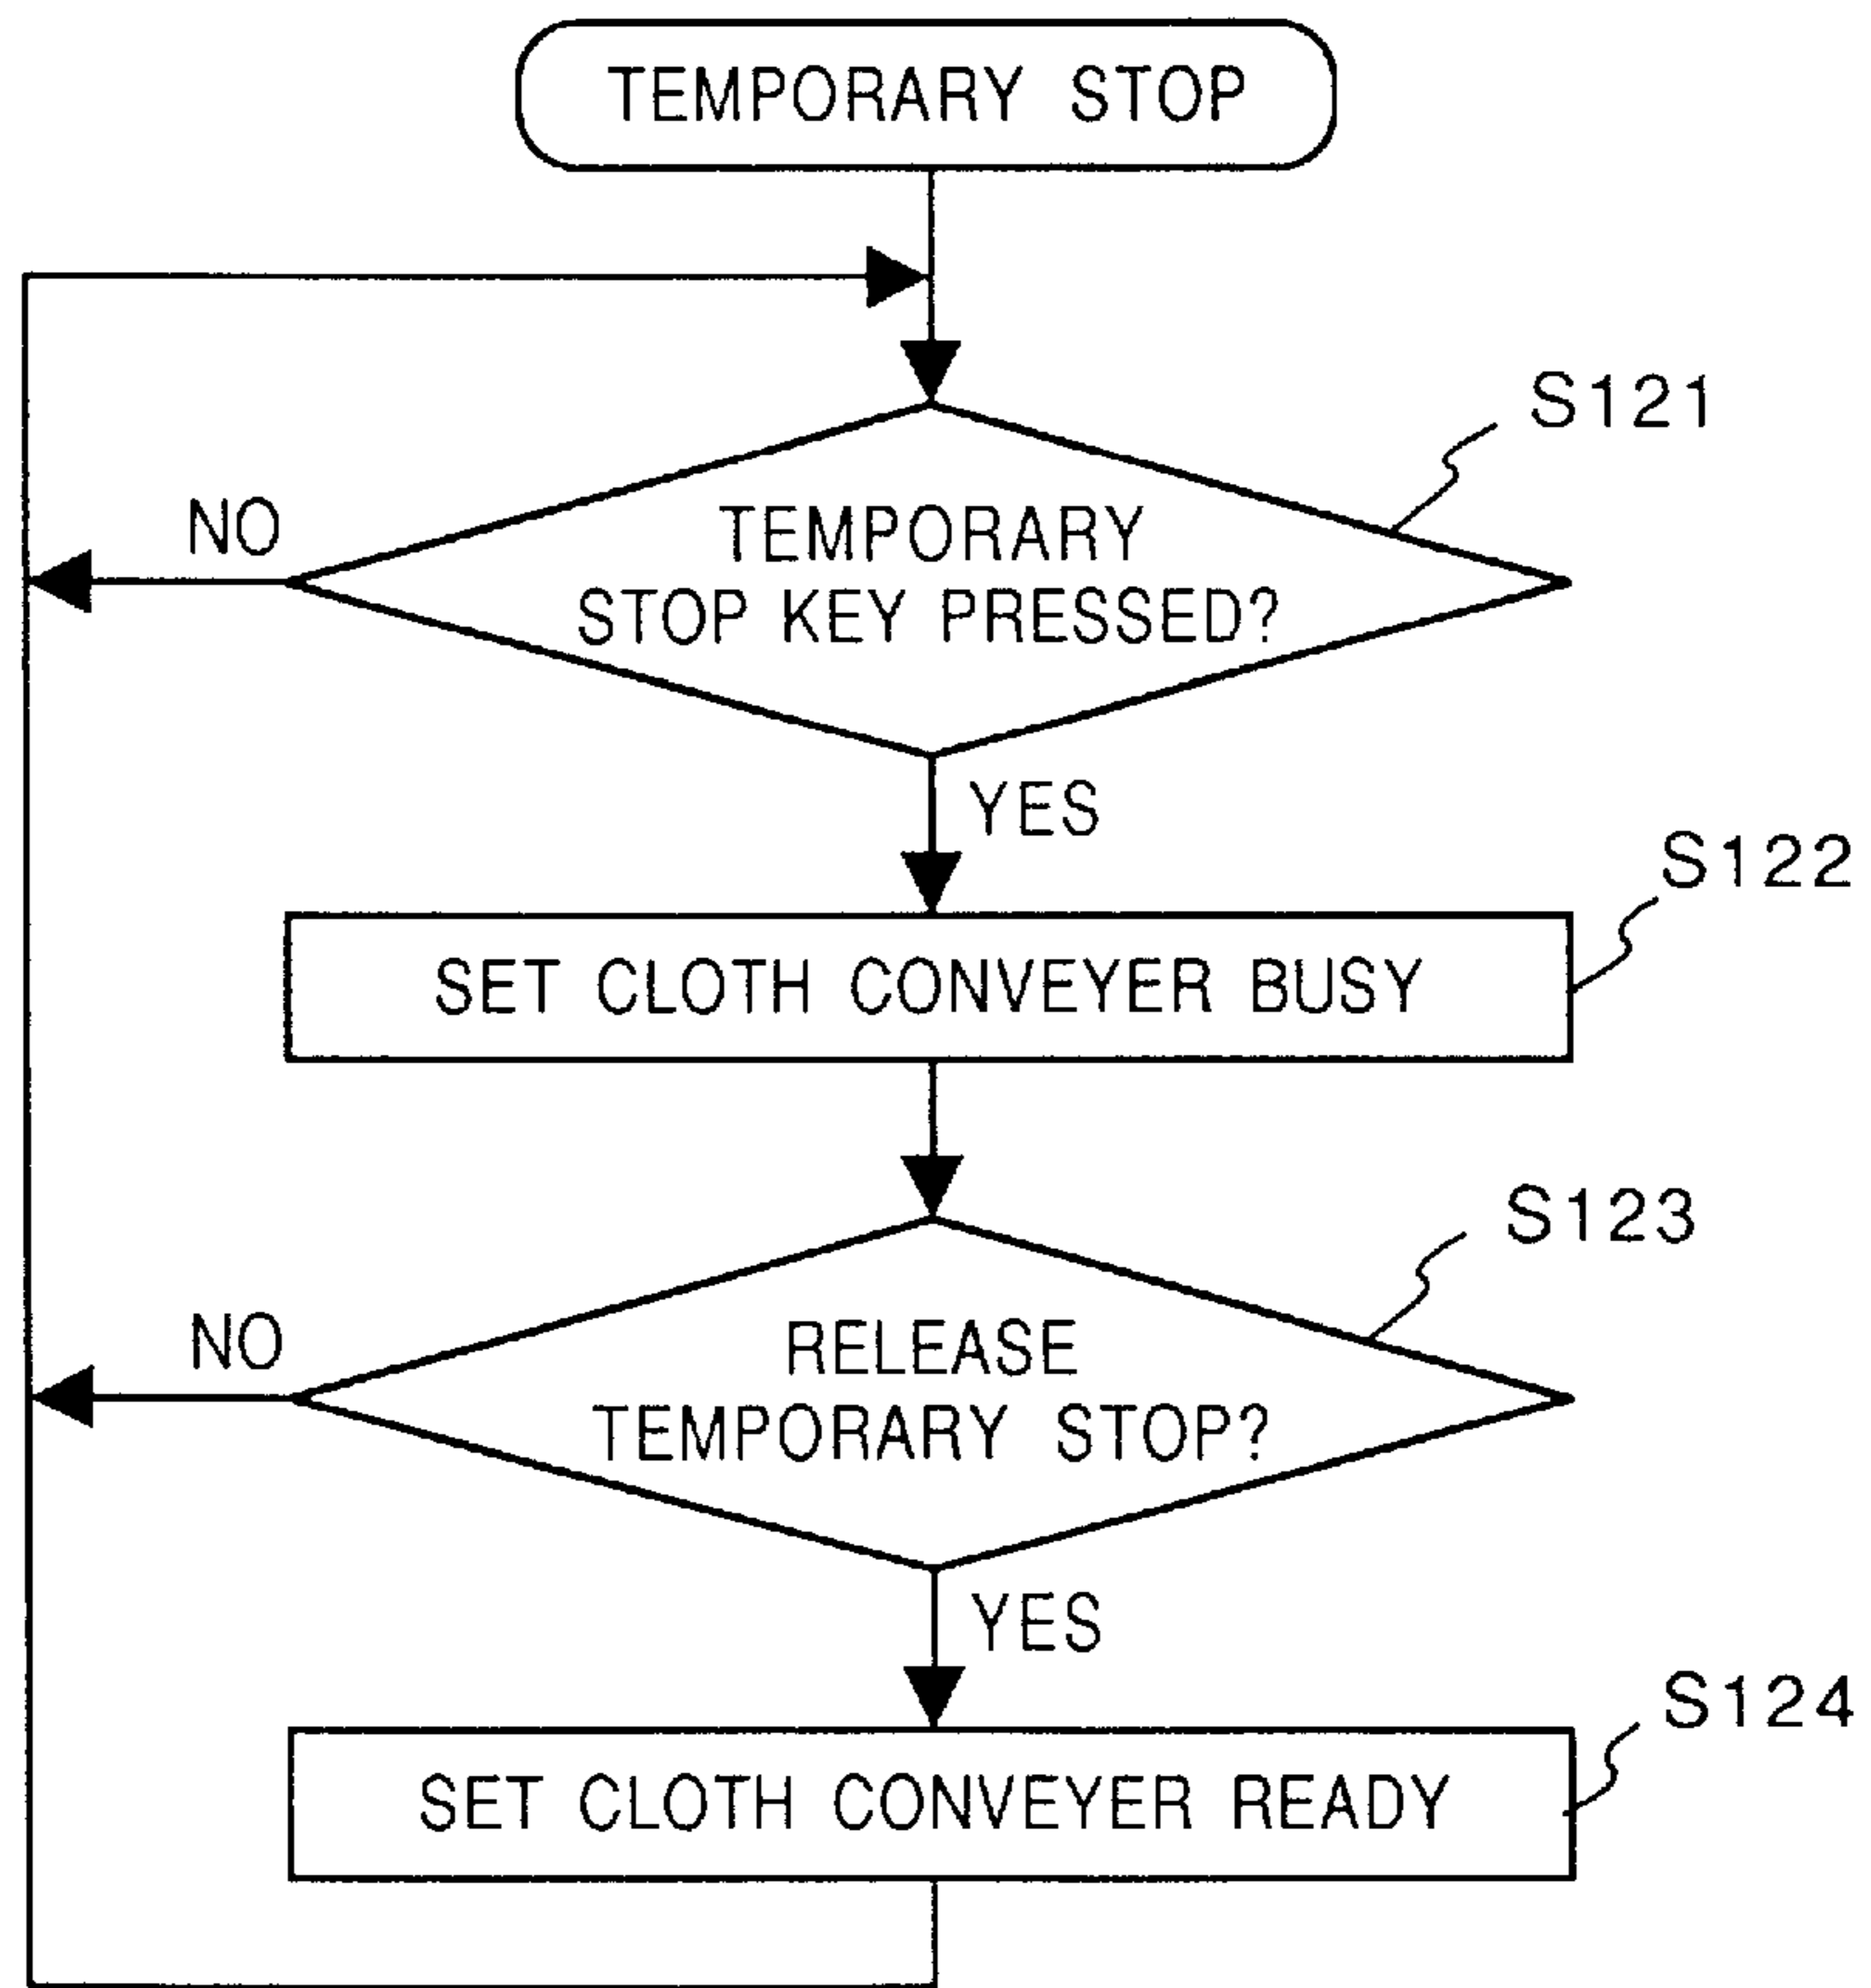 TEMPORARY STOP
S121
NO
TEMPORARY
STOP KEY PRESSED?
YES
S122
SET CLOTH CONVEYER BUSY
S123
NO
RELEASE
TEMPORARY STOP?
YES
S124
SET CLOTH CONVEYER READY